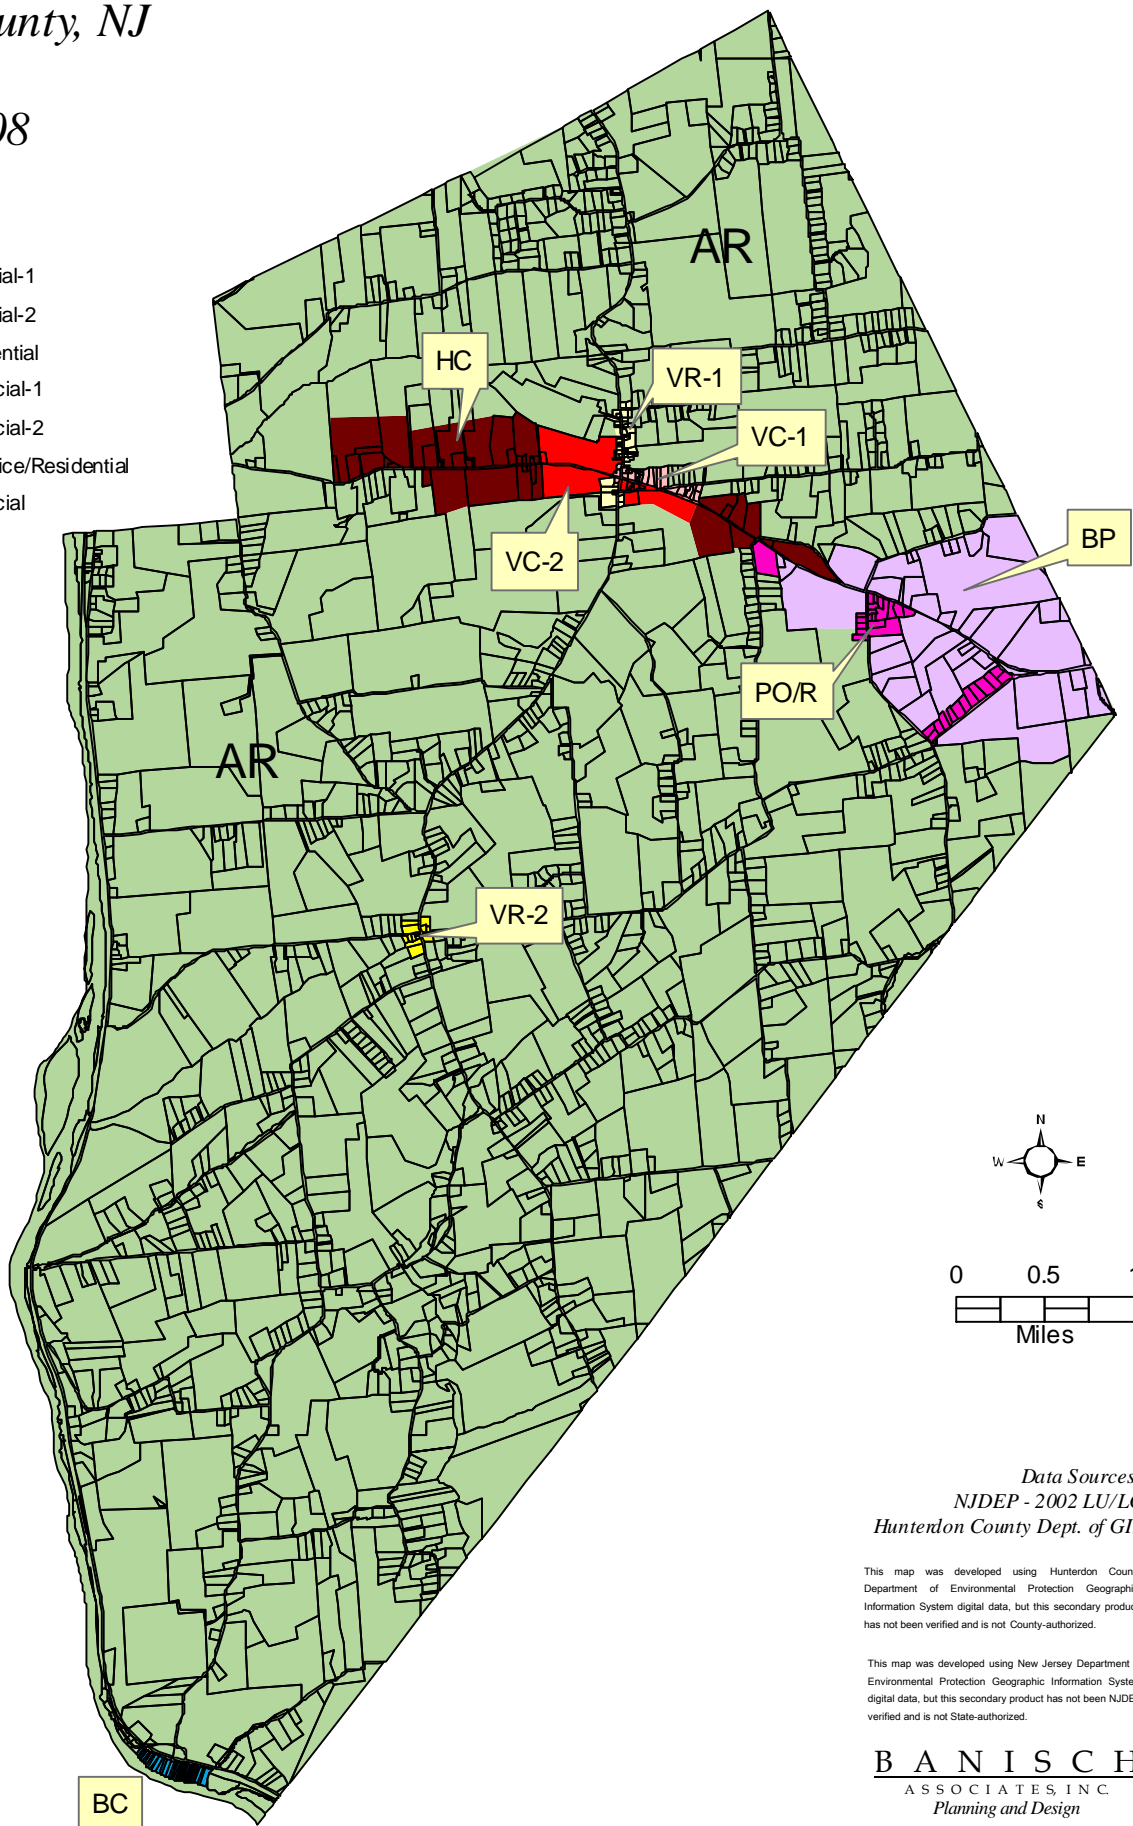 unty, NJ
08
ial-1
ial-2
ential
cial-1
cial-2
ice/Residential
cial
AR
HC
VR-1
VC-1
VC-2
BP
PO/R
AR
VR-2
BC
N
W E
S
0 0.5 1
Miles
Data Sources
NJDEP - 2002 LU/L
Hunterdon County Dept. of GI
This map was developed using Hunterdon Coun
Department of Environmental Protection Geographi
Information System digital data, but this secondary produc
has not been verified and is not County-authorized.
This map was developed using New Jersey Department
Environmental Protection Geographic Information Syste
digital data, but this secondary product has not been NJDE
verified and is not State-authorized.
BANISCH
ASSOCIATES, INC.
Planning and Design